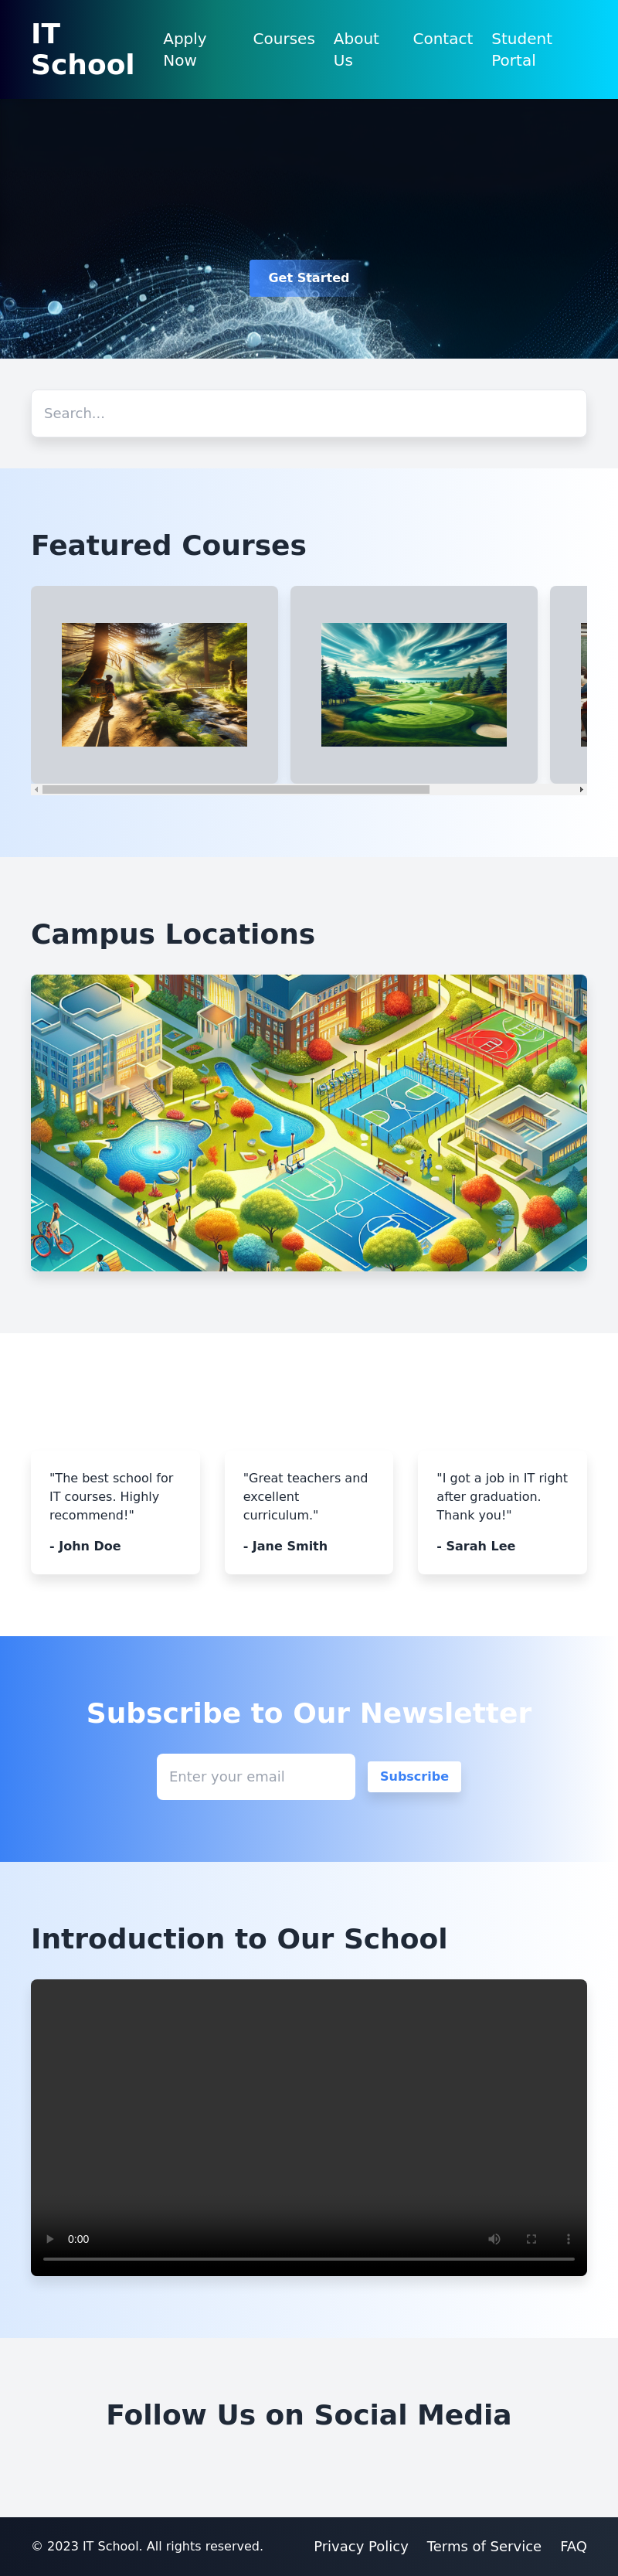 IT
School
Apply
Now
Courses
About
Us
Contact
Student
Portal
Get Started
Search...
Featured Courses
Campus Locations
"The best school for
IT courses. Highly
recommend!"
- John Doe
"Great teachers and
excellent
curriculum."
- Jane Smith
"I got a job in IT right
after graduation.
Thank you!"
- Sarah Lee
Subscribe to Our Newsletter
Enter your email
Subscribe
Introduction to Our School
0:00
Follow Us on Social Media
© 2023 IT School. All rights reserved.
Privacy Policy
Terms of Service
FAQ